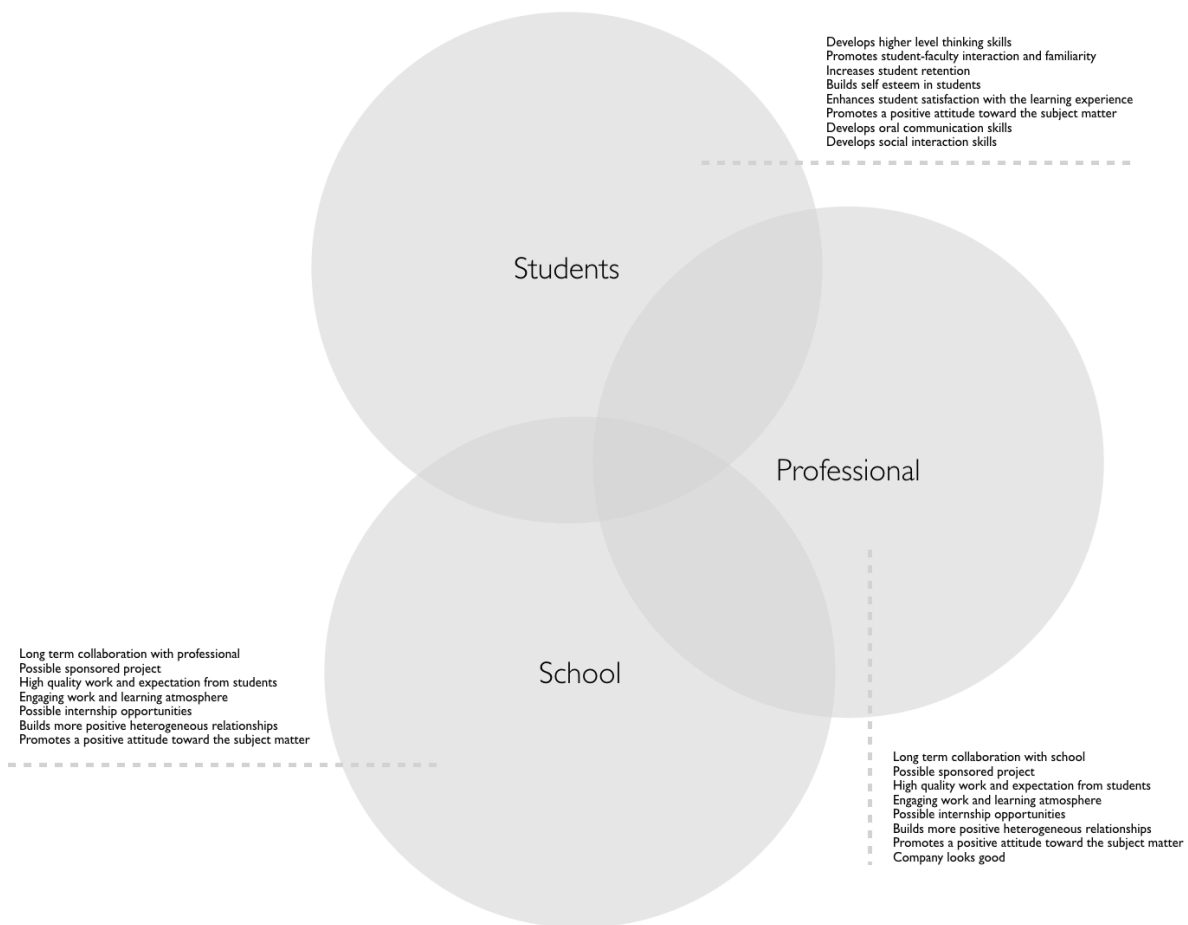 Develops higher level thinking skills
Promotes student-faculty interaction and familiarity
Increases student retention
Builds self esteem in students
Enhances student satisfaction with the learning experience
Promotes a positive attitude toward the subject matter
Develops oral communication skills
Develops social interaction skills
Students
Professional
School
Long term collaboration with professional
Possible sponsored project
High quality work and expectation from students
Engaging work and learning atmosphere
Possible internship opportunities
Builds more positive heterogeneous relationships
Promotes a positive attitude toward the subject matter
Long term collaboration with school
Possible sponsored project
High quality work and expectation from students
Engaging work and learning atmosphere
Possible internship opportunities
Builds more positive heterogeneous relationships
Promotes a positive attitude toward the subject matter
Company looks good